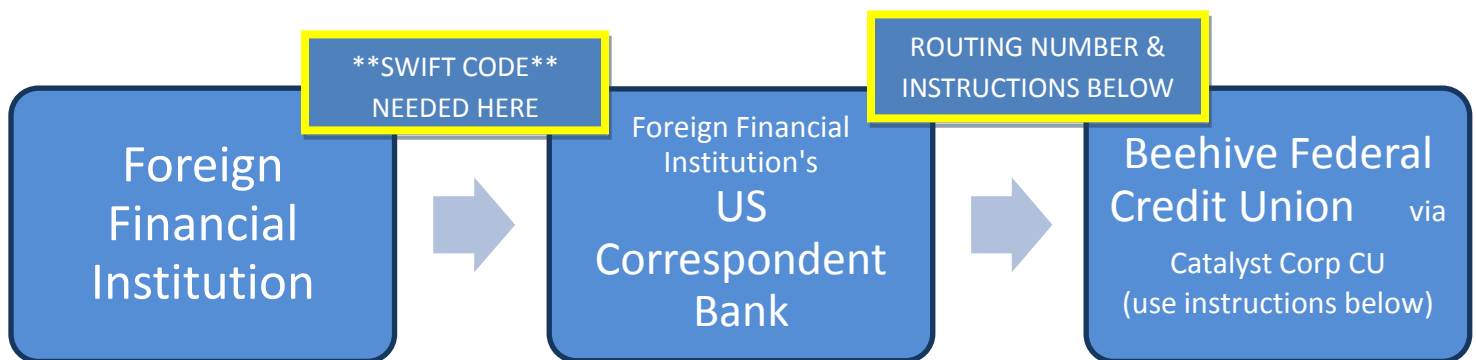 **SWIFT CODE**
NEEDED HERE
ROUTING NUMBER &
INSTRUCTIONS BELOW
Foreign
Financial
Institution
Foreign Financial
Institution's
US
Correspondent
Bank
Beehive Federal
Credit Union via
Catalyst Corp CU
(use instructions below)